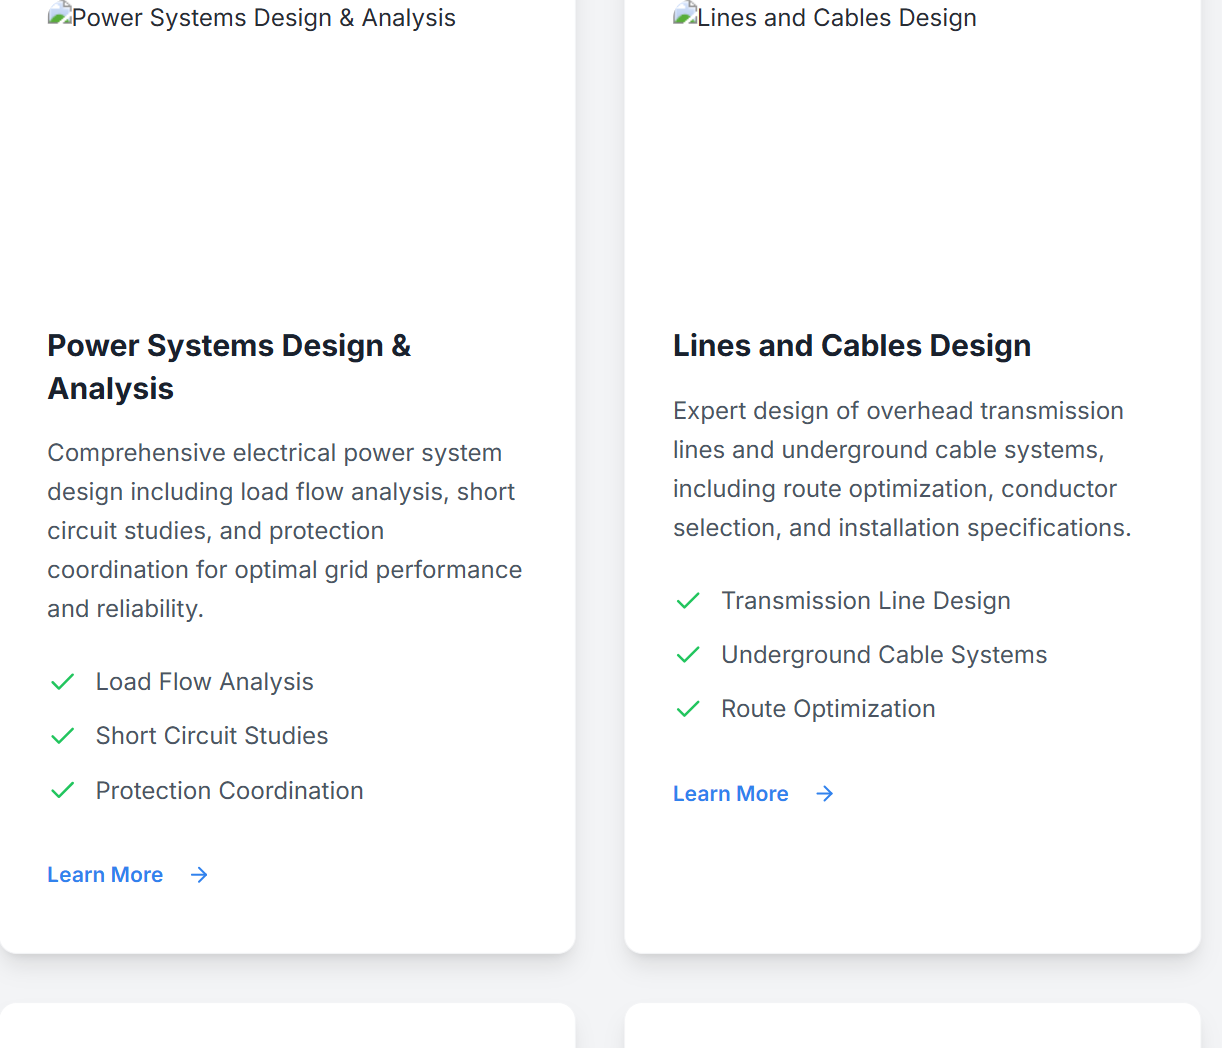 Power Systems Design & Analysis
Power Systems Design &
Analysis
Comprehensive electrical power system
design including load flow analysis, short
circuit studies, and protection
coordination for optimal grid performance
and reliability.
Load Flow Analysis
Short Circuit Studies
Protection Coordination
Learn More
Lines and Cables Design
Lines and Cables Design
Expert design of overhead transmission
lines and underground cable systems,
including route optimization, conductor
selection, and installation specifications.
Transmission Line Design
Underground Cable Systems
Route Optimization
Learn More